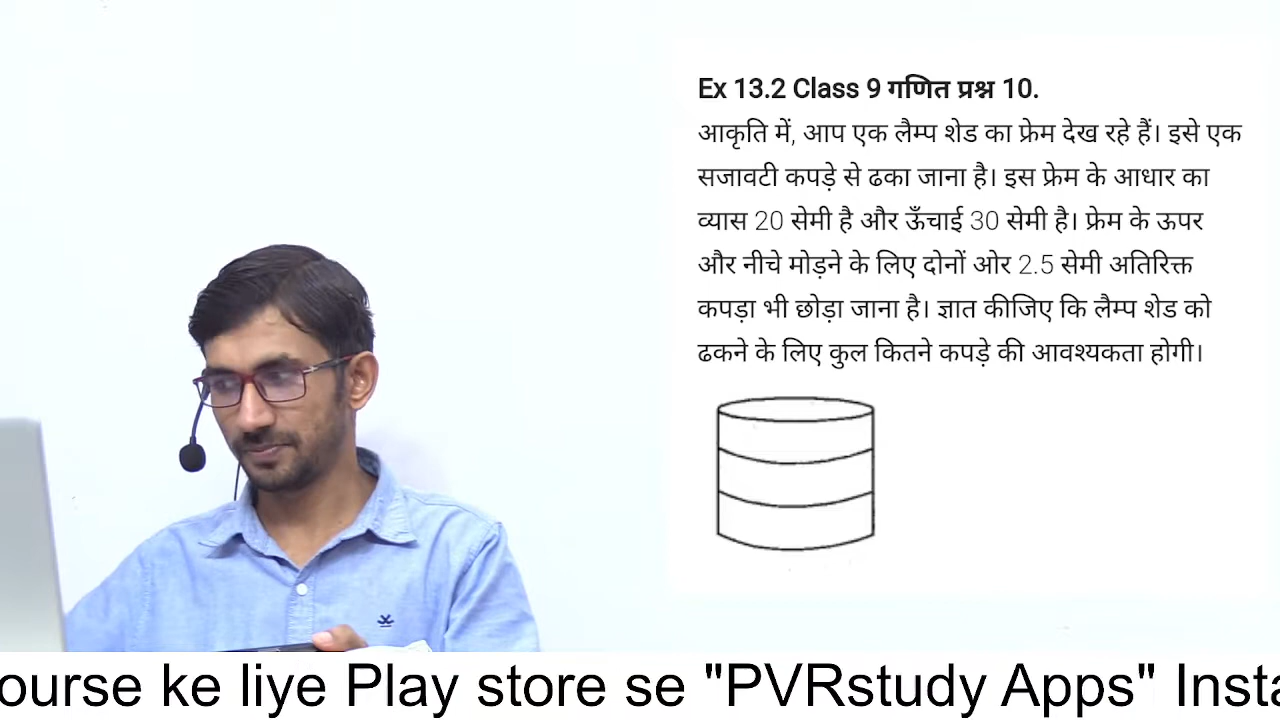 Ex 13.2 Class 9 गणित प्रश्न 10.
आकृति में, आप एक लैम्प शेड का फ्रेम देख रहे हैं। इसे एक
सजावटी कपड़े से ढका जाना है। इस फ्रेम के आधार का
व्यास 20 सेमी है और ऊँचाई 30 सेमी है। फ्रेम के ऊपर
और नीचे मोड़ने के लिए दोनों ओर 2.5 सेमी अतिरिक्त
कपड़ा भी छोड़ा जाना है। ज्ञात कीजिए कि लैम्प शेड को
ढकने के लिए कुल कितने कपड़े की आवश्यकता होगी।
ourse ke liye Play store se "PVRstudy Apps" Insta